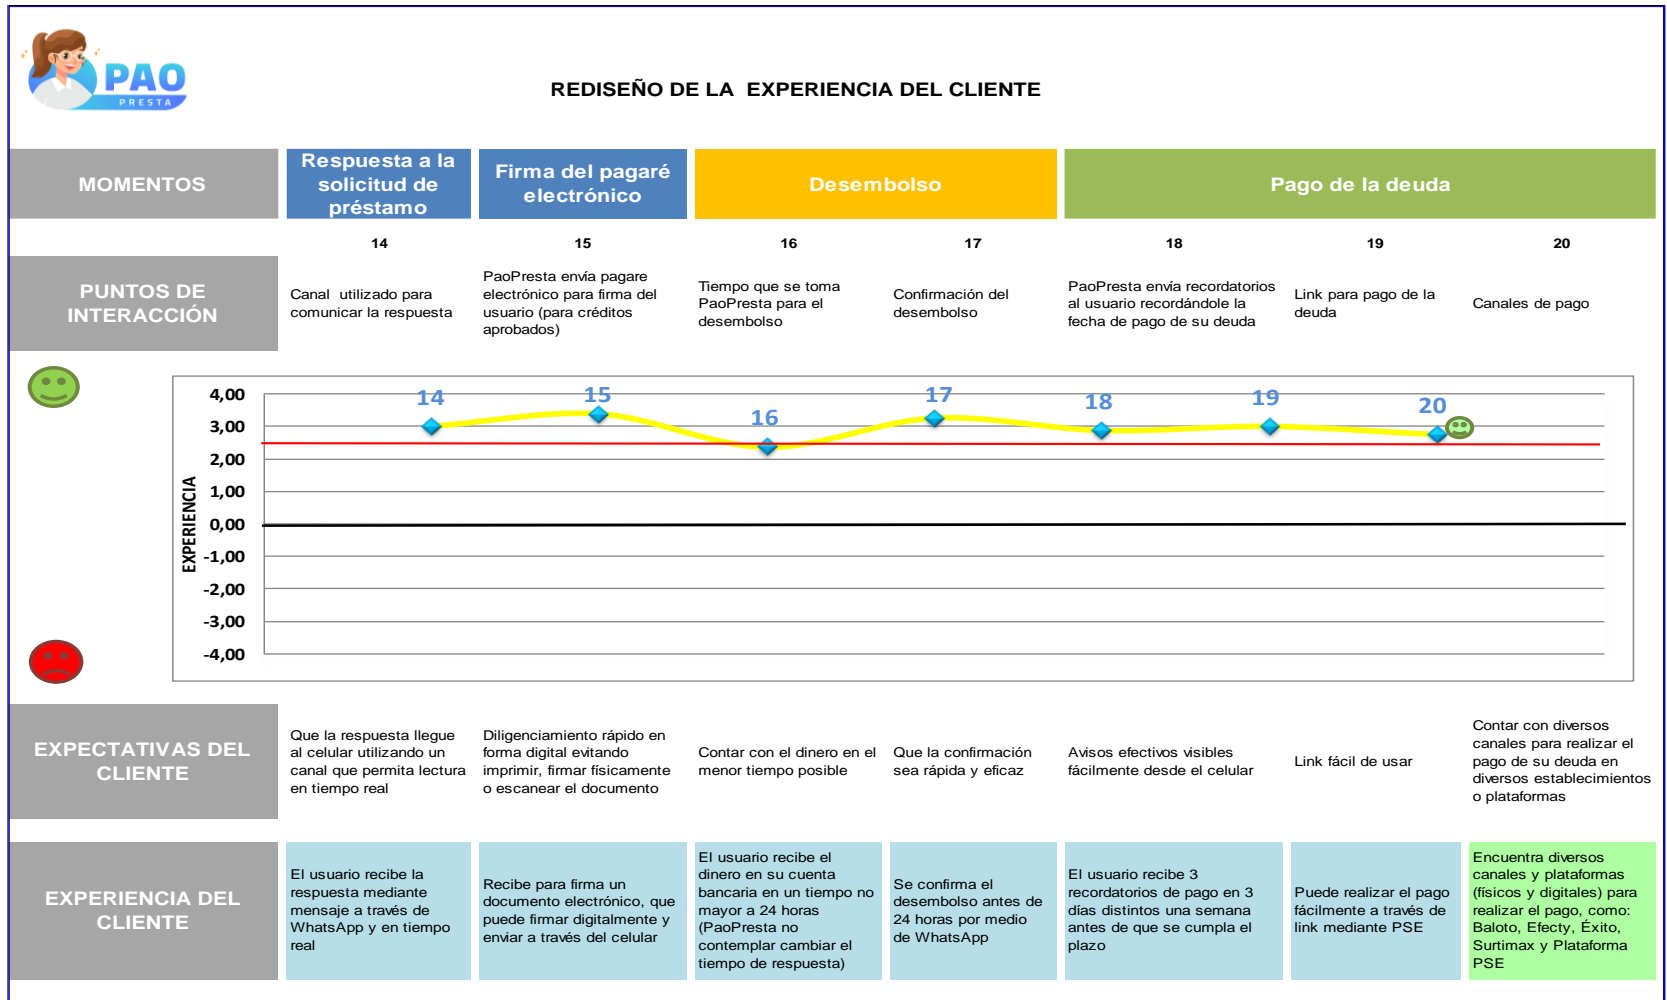 PAO
PRESTA
REDISEÑO DE LA  EXPERIENCIA DEL CLIENTE
MOMENTOS
Respuesta a la
solicitud de
préstamo
Firma del pagaré
electrónico
Desembolso
Pago de la deuda
14
15
16
17
18
19
20
PUNTOS DE
INTERACCIÓN
Canal  utilizado para
comunicar la respuesta
PaoPresta envía pagare
electrónico para firma del
usuario (para créditos
aprobados)
Tiempo que se toma
PaoPresta para el
desembolso
Confirmación del
desembolso
PaoPresta envía recordatorios
al usuario recordándole la
fecha de pago de su deuda
Link para pago de la
deuda
Canales de pago
EXPERIENCIA
4,00
3,00
2,00
1,00
0,00
-1,00
-2,00
-3,00
-4,00
14
15
16
17
18
19
20
EXPECTATIVAS DEL
CLIENTE
Que la respuesta llegue
al celular utilizando un
canal que permita lectura
en tiempo real
Diligenciamiento rápido en
forma digital evitando
imprimir, firmar físicamente
o escanear el documento
Contar con el dinero en el
menor tiempo posible
Que la confirmación
sea rápida y eficaz
Avisos efectivos visibles
fácilmente desde el celular
Link fácil de usar
Contar con diversos
canales para realizar el
pago de su deuda en
diversos establecimientos
o plataformas
EXPERIENCIA DEL
CLIENTE
El usuario recibe la
respuesta mediante
mensaje a través de
WhatsApp y en tiempo
real
Recibe para firma un
documento electrónico, que
puede firmar digitalmente y
enviar a través del celular
El usuario recibe el
dinero en su cuenta
bancaria en un tiempo no
mayor a 24 horas
(PaoPresta no
contemplar cambiar el
tiempo de respuesta)
Se confirma el
desembolso antes de
24 horas por medio
de WhatsApp
El usuario recibe 3
recordatorios de pago en 3
días distintos una semana
antes de que se cumpla el
plazo
Puede realizar el pago
fácilmente a través de
link mediante PSE
Encuentra diversos
canales y plataformas
(físicos y digitales) para
realizar el pago, como:
Baloto, Efecty, Éxito,
Surtimax y Plataforma
PSE